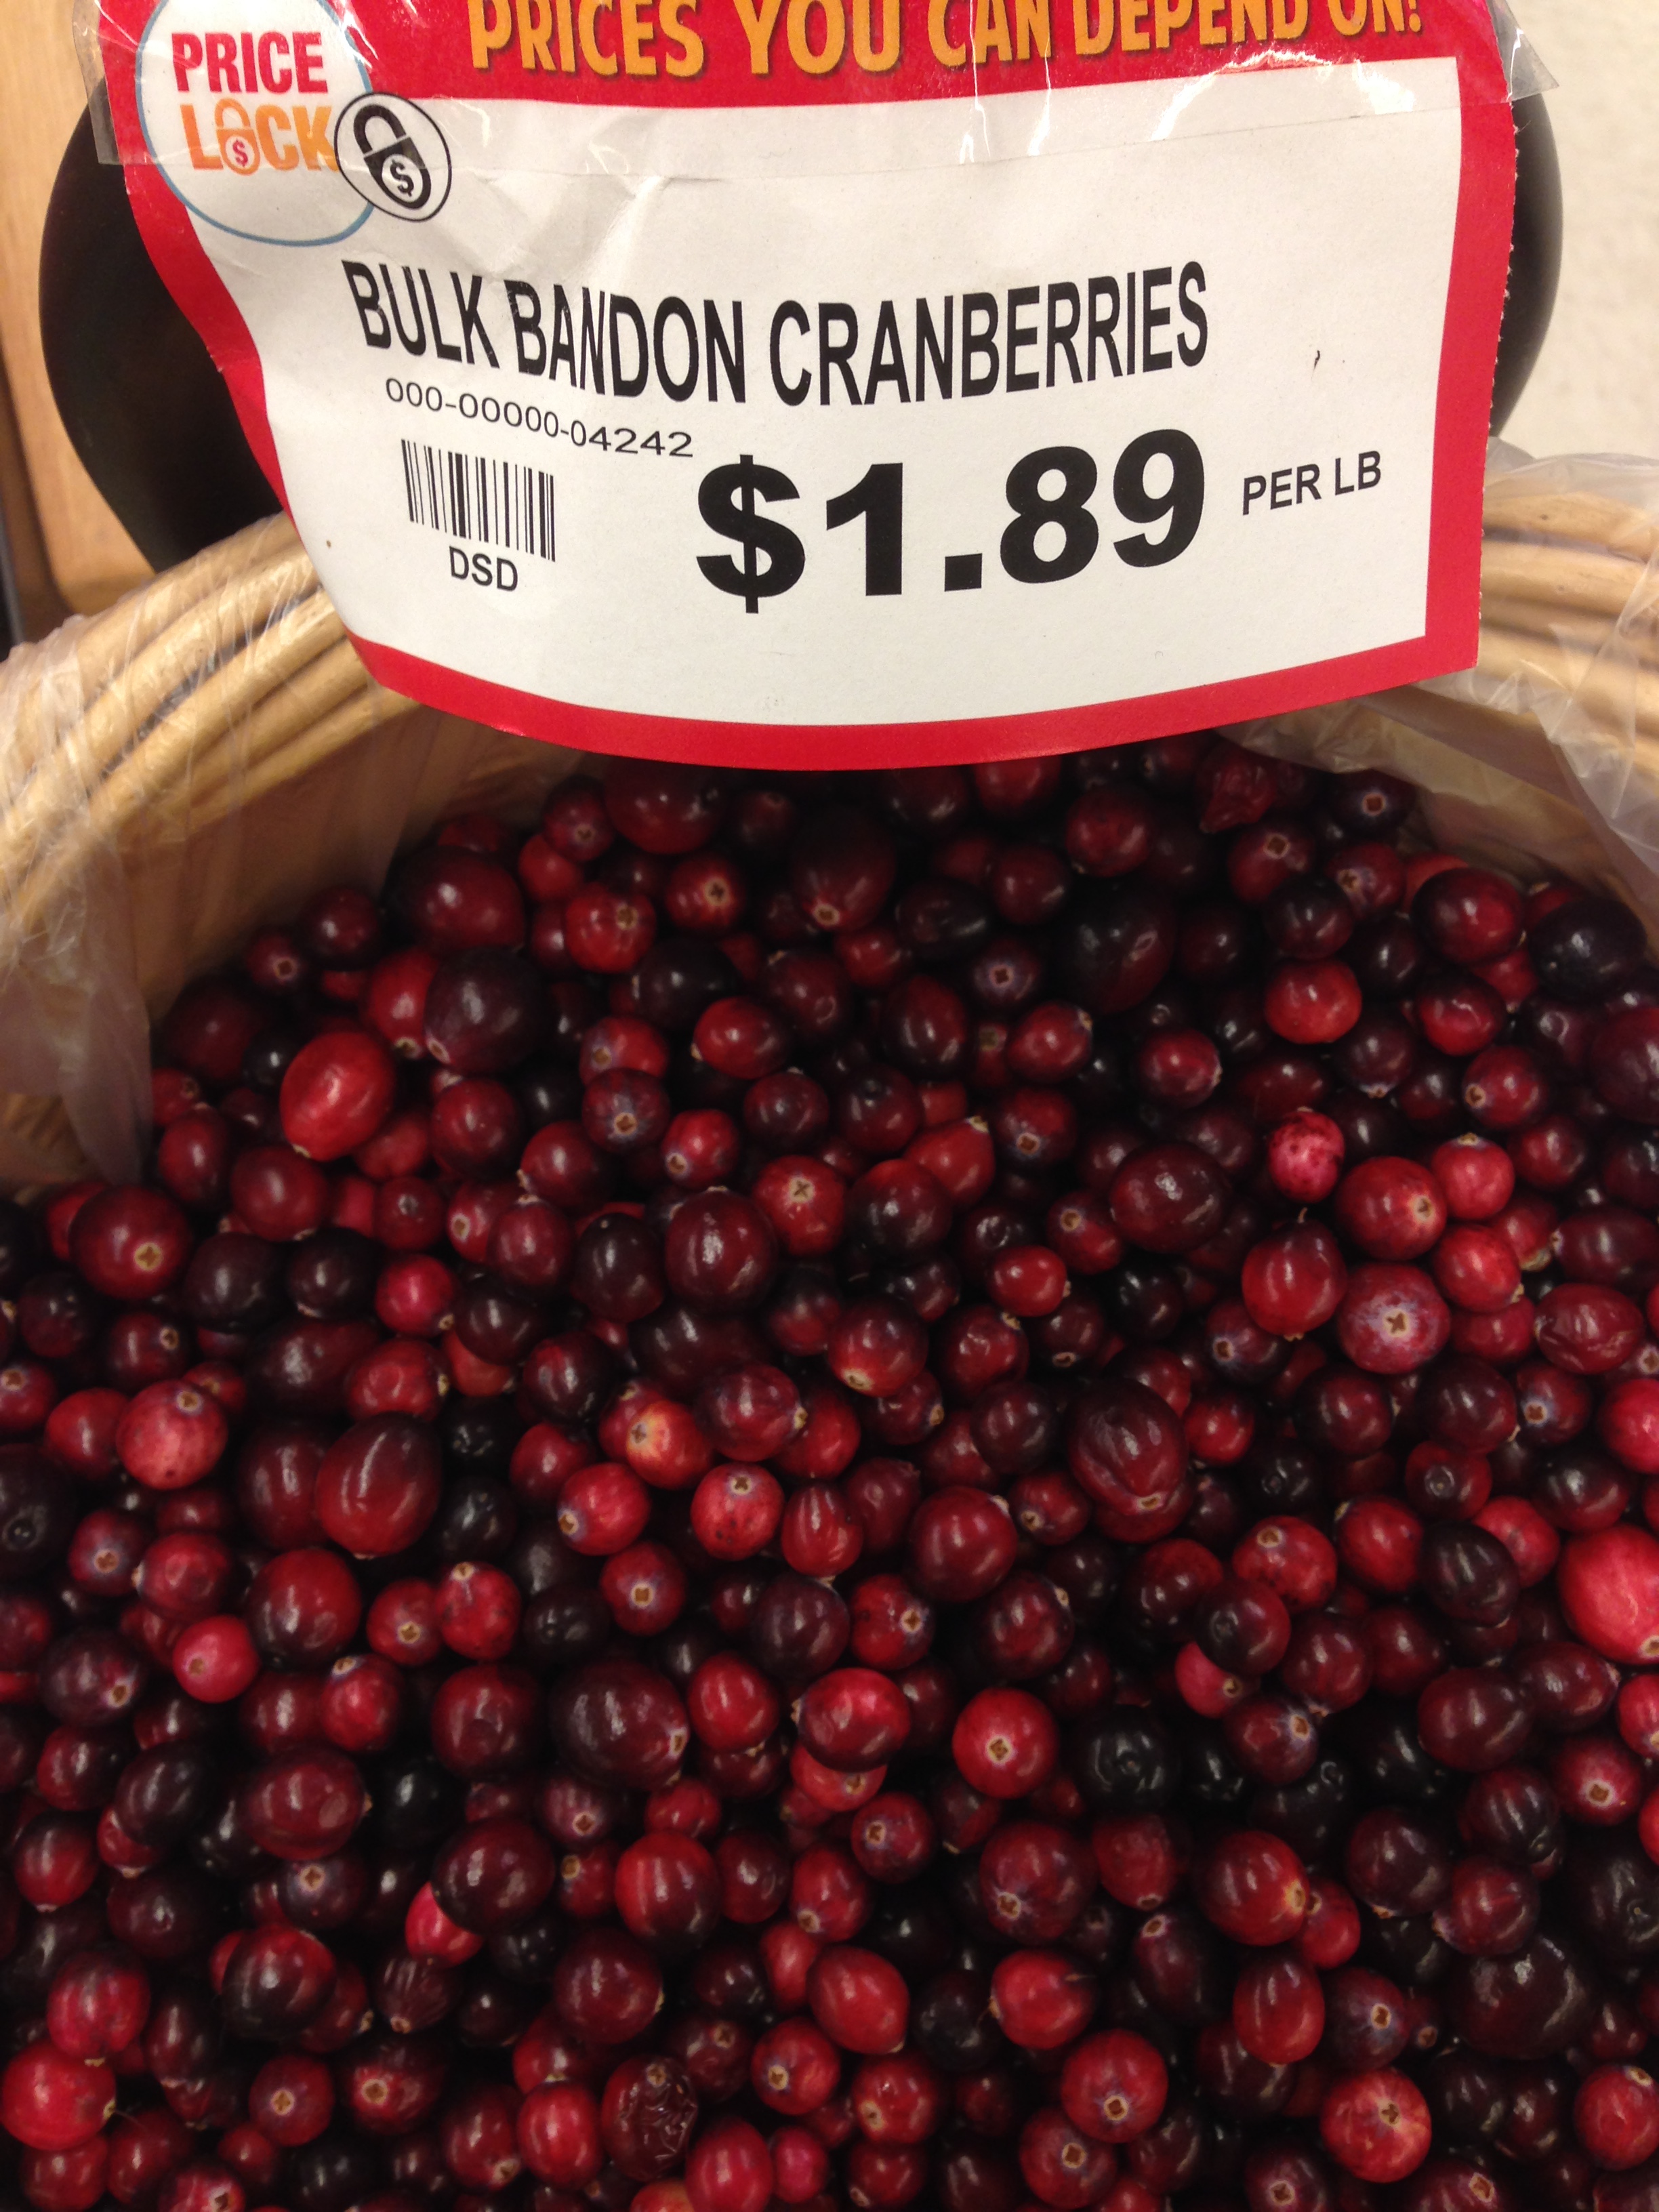 PRICES YOU CAN DEPEND ON!
PRICE
LOCK
$
$
BULK BANDON CRANBERRIES
000-00000-04242
DSD
$1.89 PER LB